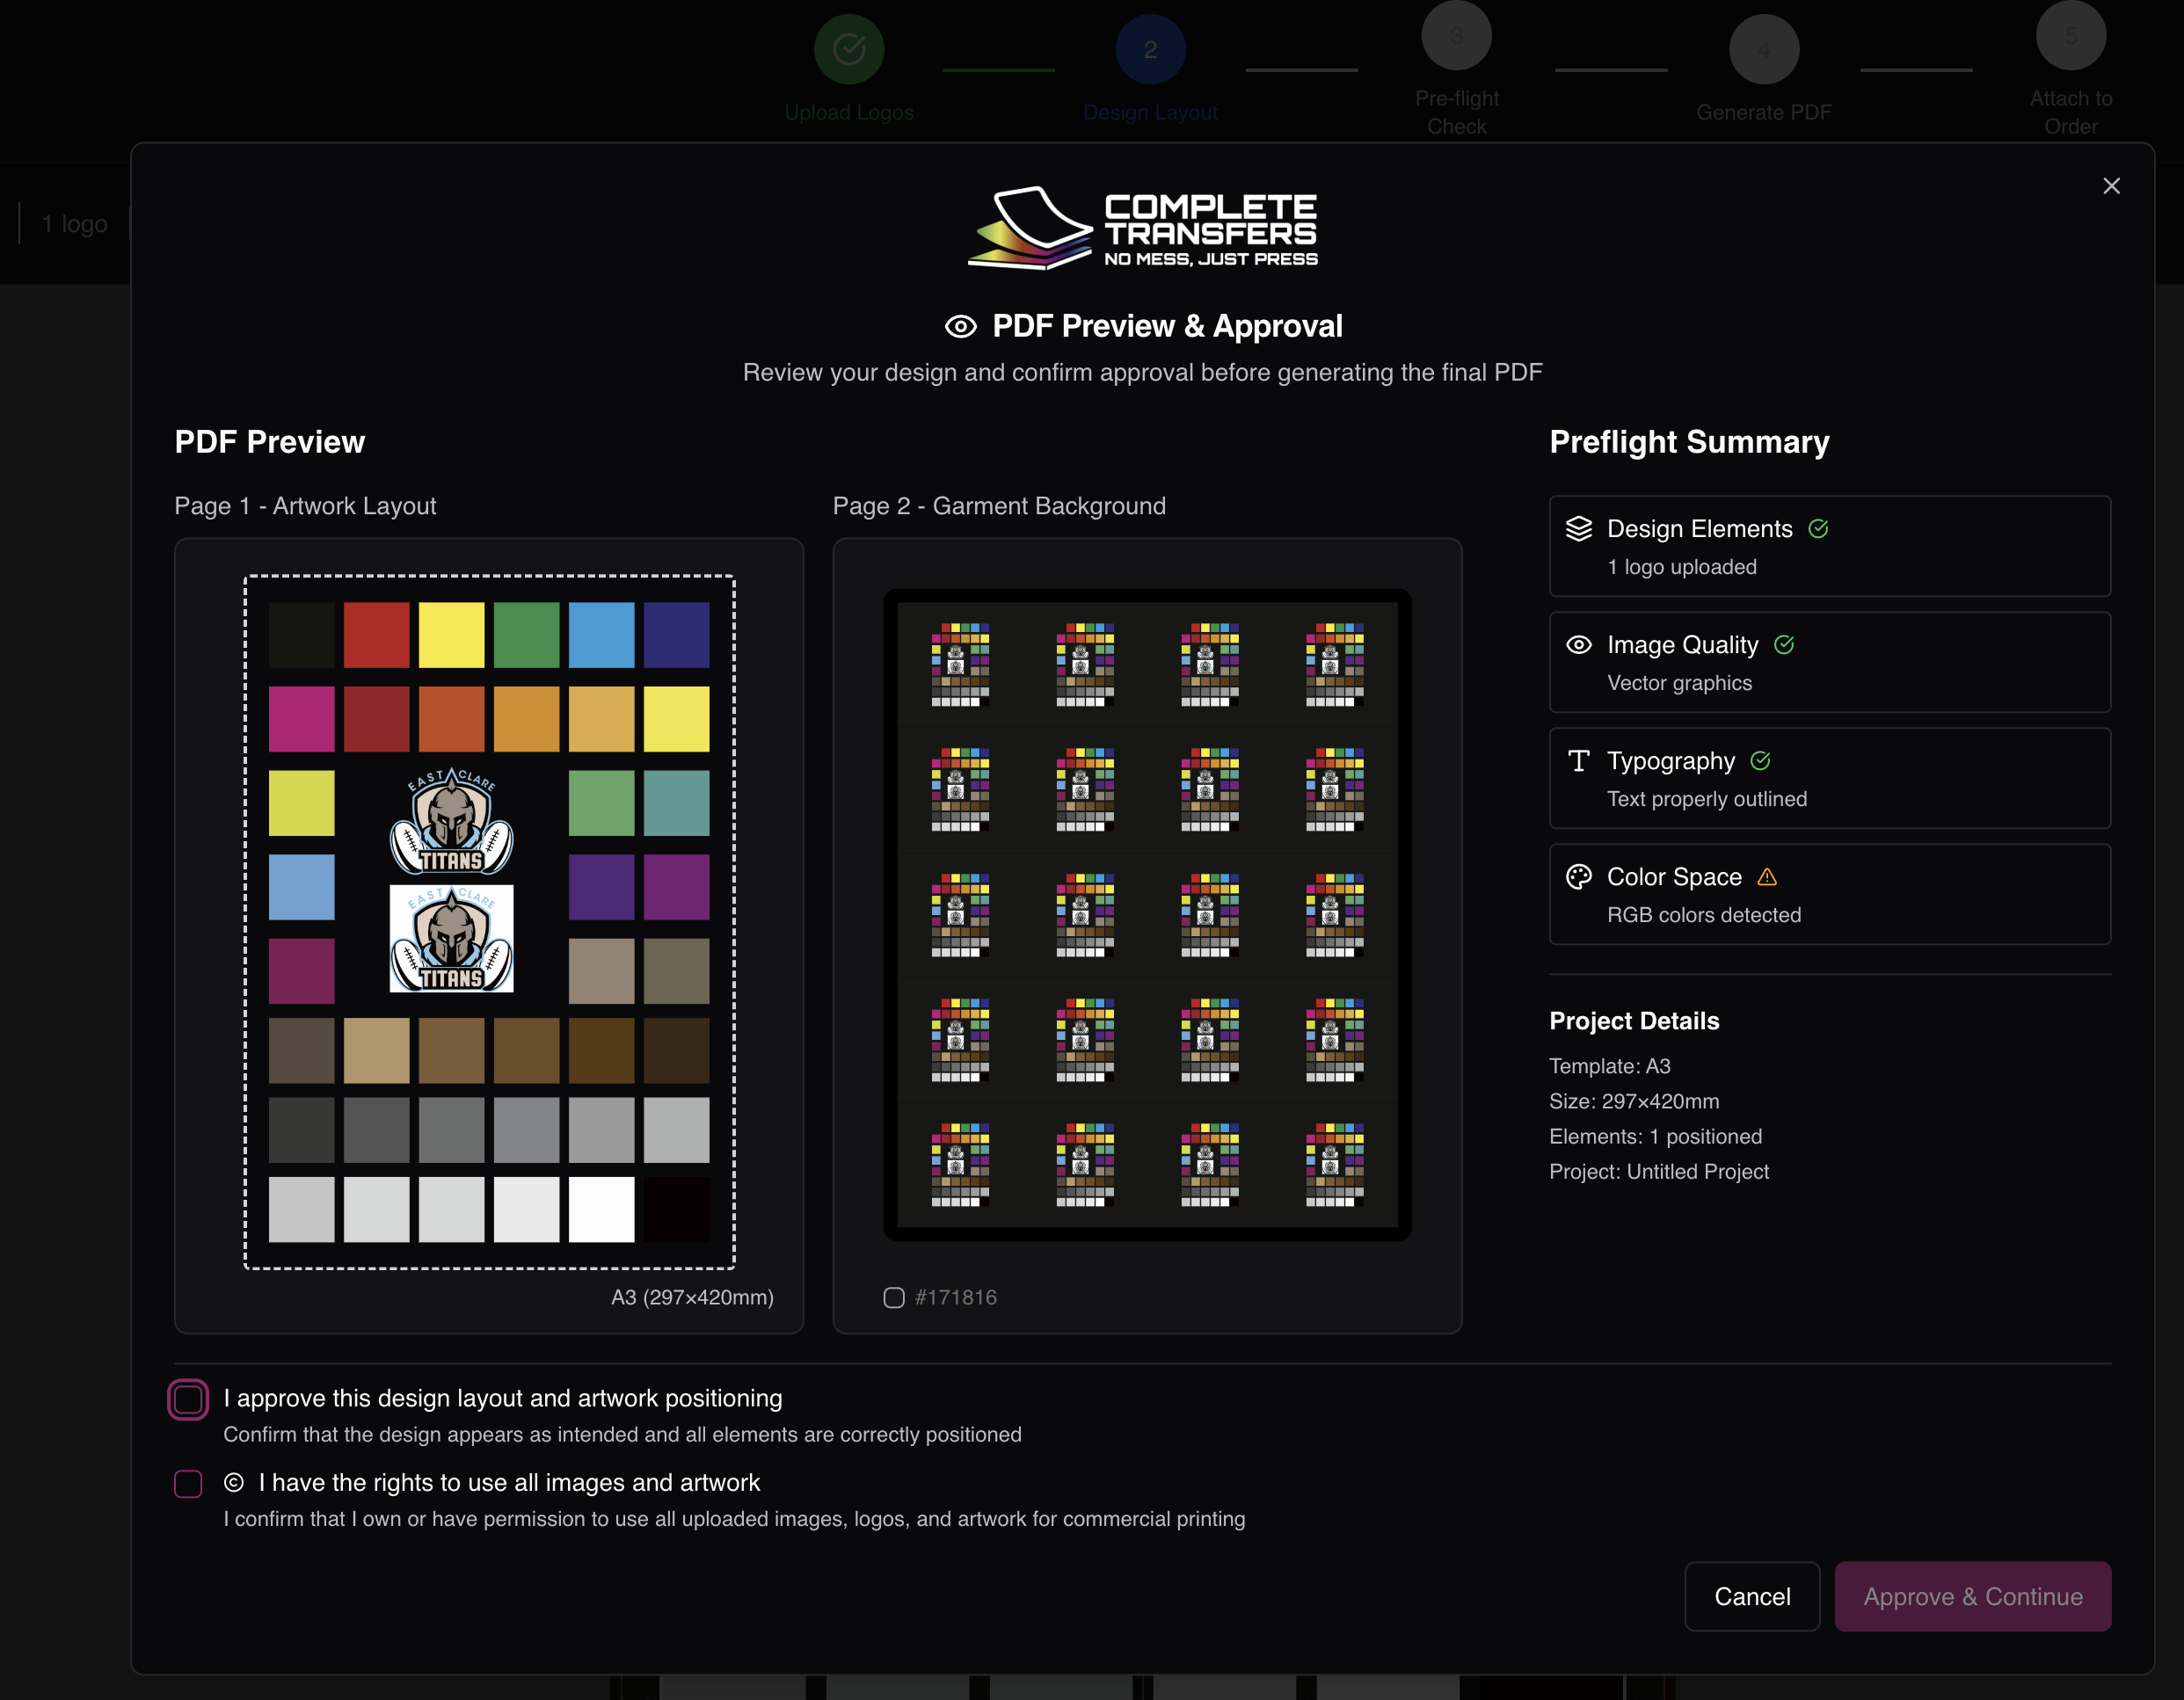 2
3
4
5
Upload Logos
Design Layout
Pre-flight
Check
Generate PDF
Attach to
Order
1 logo
COMPLETE
TRANSFERS
NO MESS, JUST PRESS
PDF Preview & Approval
Review your design and confirm approval before generating the final PDF
PDF Preview
Page 1 - Artwork Layout
EAST CLARE
TITANS
EAST CLARE
TITANS
A3 (297×420mm)
Page 2 - Garment Background
#171816
Preflight Summary
Design Elements
1 logo uploaded
Image Quality
Vector graphics
Typography
Text properly outlined
Color Space
RGB colors detected
Project Details
Template: A3
Size: 297×420mm
Elements: 1 positioned
Project: Untitled Project
I approve this design layout and artwork positioning
Confirm that the design appears as intended and all elements are correctly positioned
© I have the rights to use all images and artwork
I confirm that I own or have permission to use all uploaded images, logos, and artwork for commercial printing
Cancel
Approve & Continue